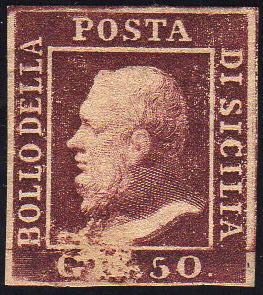 BOLLO DELLA
POSTA
DI SICILIA
G 50.